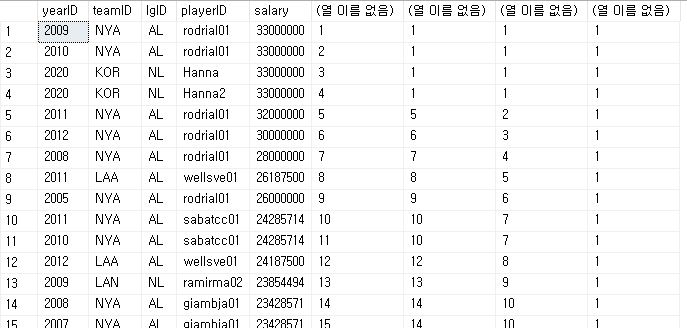 yearID teamID lgID playerID salary (열 이름 없음) (열 이름 없음) (열 이름 없음) (열 이름 없음)
1 2009 NYA AL rodrial01 33000000 1 1 1 1
2 2010 NYA AL rodrial01 33000000 2 1 1 1
3 2020 KOR NL Hanna 33000000 3 1 1 1
4 2020 KOR NL Hanna2 33000000 4 1 1 1
5 2011 NYA AL rodrial01 32000000 5 5 2 1
6 2012 NYA AL rodrial01 30000000 6 6 3 1
7 2008 NYA AL rodrial01 28000000 7 7 4 1
8 2011 LAA AL wellsve01 26187500 8 8 5 1
9 2005 NYA AL rodrial01 26000000 9 9 6 1
10 2011 NYA AL sabatcc01 24285714 10 10 7 1
11 2010 NYA AL sabatcc01 24285714 11 10 7 1
12 2012 LAA AL wellsve01 24187500 12 12 8 1
13 2009 LAN NL ramirma02 23854494 13 13 9 1
14 2008 NYA AL giambja01 23428571 14 14 10 1
15 2007 NYA AL giambja01 23428571 15 14 10 1